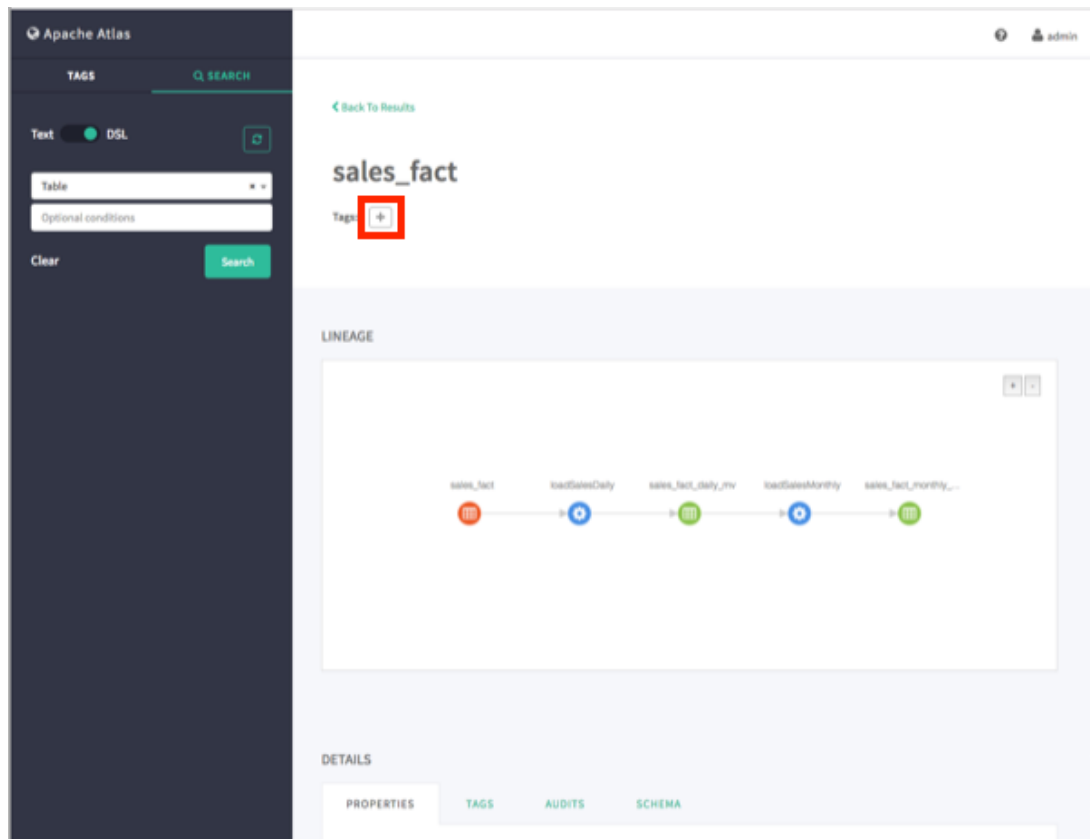 Apache Atlas
admin
TAGS
SEARCH
Back To Results
Text
DSL
sales_fact
Table
Tags:
+
Optional conditions
Clear
Search
LINEAGE
+ -
sales_fact
loadSalesDaily
sales_fact_daily_mv
loadSalesMonthly
sales_fact_monthly_...
DETAILS
PROPERTIES
TAGS
AUDITS
SCHEMA